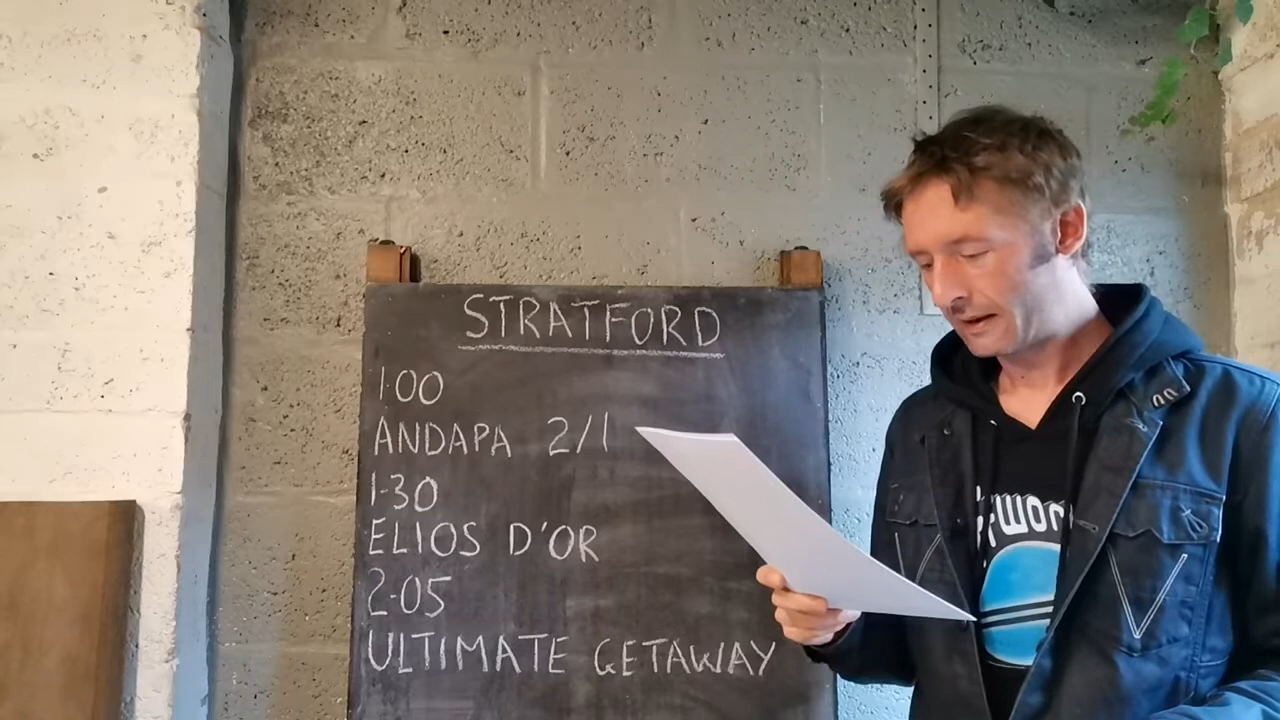 STRATFORD
1.00
ANDAPA 2/1
1.30
ELIOS D'OR
2.05
ULTIMATE GETAWAY